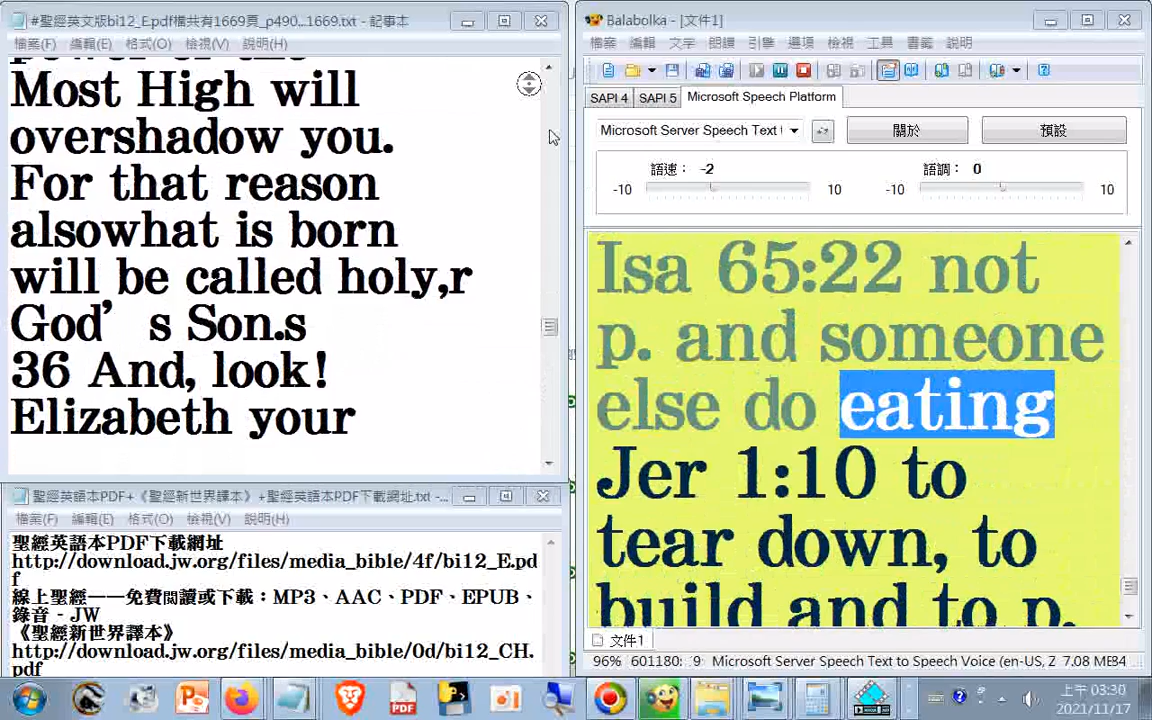 #聖經英文版bi12_E.pdf檔共有1669頁_p490...1669.txt - 記事本
檔案(F) 編輯(E) 格式(O) 檢視(V) 說明(H)
power of the
Most High will
overshadow you.
For that reason
alsowhat is born
will be called holy,r
God’s Son.s
36 And, look!
Elizabeth your
聖經英語本PDF+《聖經新世界譯本》+聖經英語本PDF下載網址.txt - ...
檔案(F) 編輯(E) 格式(O) 檢視(V) 說明(H)
聖經英語本PDF下載網址
http://download.jw.org/files/media_bible/4f/bi12_E.pd
f
線上聖經——免費閱讀或下載：MP3、AAC、PDF、EPUB、
錄音 - JW
《聖經新世界譯本》
http://download.jw.org/files/media_bible/0d/bi12_CH.
pdf
Balabolka - [文件1]
檔案 編輯 文字 朗讀 引擎 選項 檢視 工具 書籤 說明
SAPI 4 SAPI 5 Microsoft Speech Platform
Microsoft Server Speech Text 關於 預設
語速： -2 語調： 0
-10 10 -10 10
Isa 65:22 not
p. and someone
else do eating
Jer 1:10 to
tear down, to
build and to p.
文件1
96% 601180: 9 Microsoft Server Speech Text to Speech Voice (en-US, Z 7.08 MB
上午 03:30
2021/11/17